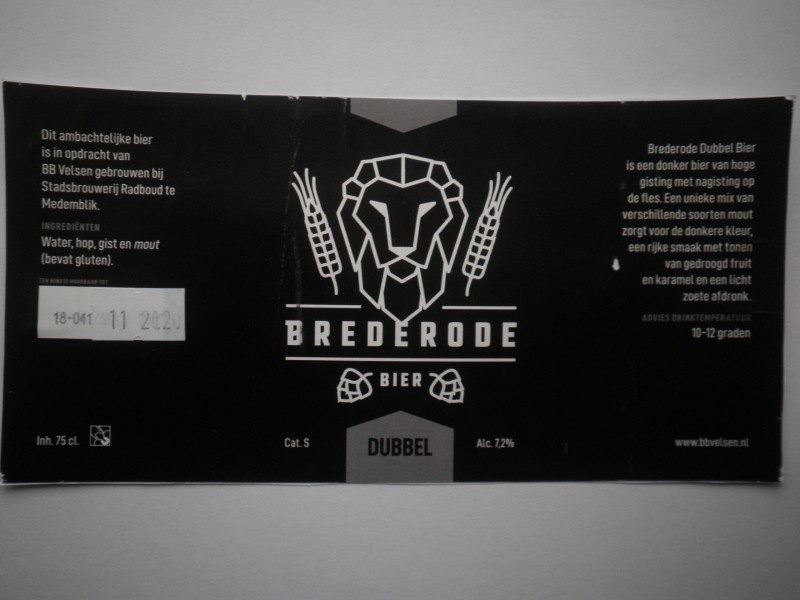 Dit ambachtelijke bier
is in opdracht van
BB Velsen gebrouwen bij
Stadsbrouwerij Radboud te
Medemblik.
INGREDIËNTEN
Water, hop, gist en mout
(bevat gluten).
TEN MINSTE HOUDBAAR TOT
18-041 11 2020
Inh. 75 cl.
BREDERODE
BIER
Cat. S
DUBBEL
Alc. 7,2%
Brederode Dubbel Bier
is een donker bier van hoge
gisting met nagisting op
de fles. Een unieke mix van
verschillende soorten mout
zorgt voor de donkere kleur,
een rijke smaak met tonen
van gedroogd fruit
en karamel en een licht
zoete afdronk.
ADVIES DRINKTEMPERATUUR
10-12 graden
www.bbvelsen.nl